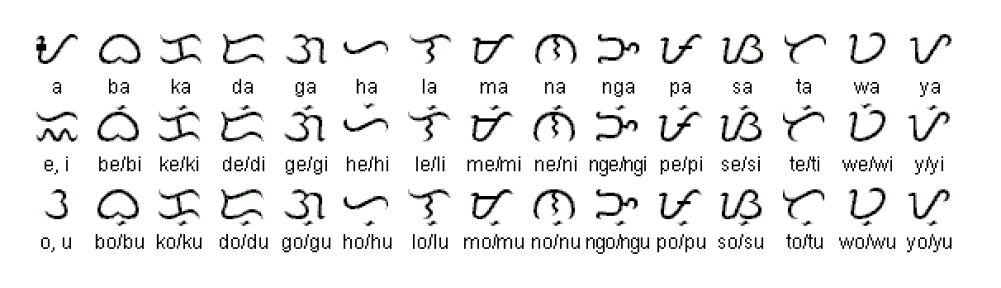 ᜀ ᜊ ᜃ ᜇ ᜄ ᜑ ᜎ ᜋ ᜈ ᜅ ᜉ ᜐ ᜆ ᜏ ᜌ
a ba ka da ga ha la ma na nga pa sa ta wa ya
ᜁ ᜊᜒ ᜃᜒ ᜇᜒ ᜄᜒ ᜑᜒ ᜎᜒ ᜋᜒ ᜈᜒ ᜅᜒ ᜉᜒ ᜐᜒ ᜆᜒ ᜏᜒ ᜌᜒ
e, i be/bi ke/ki de/di ge/gi he/hi le/li me/mi ne/ni nge/ngi pe/pi se/si te/ti we/wi y/yi
ᜂ ᜊᜓ ᜃᜓ ᜇᜓ ᜄᜓ ᜑᜓ ᜎᜓ ᜋᜓ ᜈᜓ ᜅᜓ ᜉᜓ ᜐᜓ ᜆᜓ ᜏᜓ ᜌᜓ
o, u bo/bu ko/ku do/du go/gu ho/hu lo/lu mo/mu no/nu ngo/ngu po/pu so/su to/tu wo/wu yo/yu